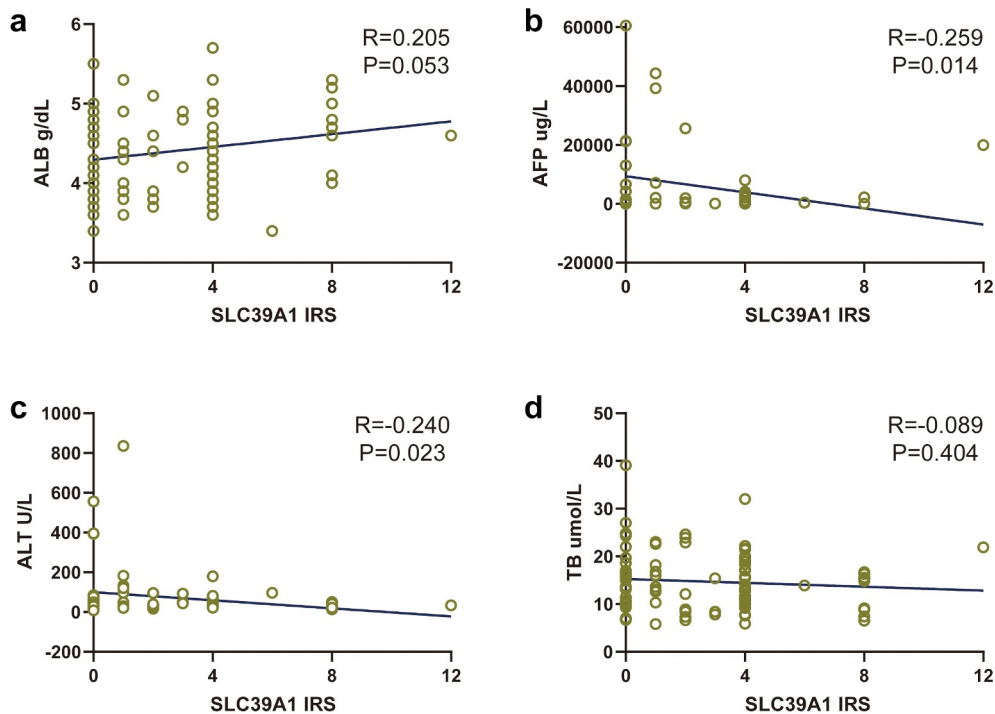 a
R=0.205
P=0.053
ALB g/dL
6
5
4
3
0
4
8
12
SLC39A1 IRS
b
R=-0.259
P=0.014
AFP ug/L
60000
40000
20000
0
-20000
0
4
8
12
SLC39A1 IRS
c
R=-0.240
P=0.023
ALT U/L
1000
800
600
400
200
0
-200
0
4
8
12
SLC39A1 IRS
d
R=-0.089
P=0.404
TB umol/L
50
40
30
20
10
0
0
4
8
12
SLC39A1 IRS